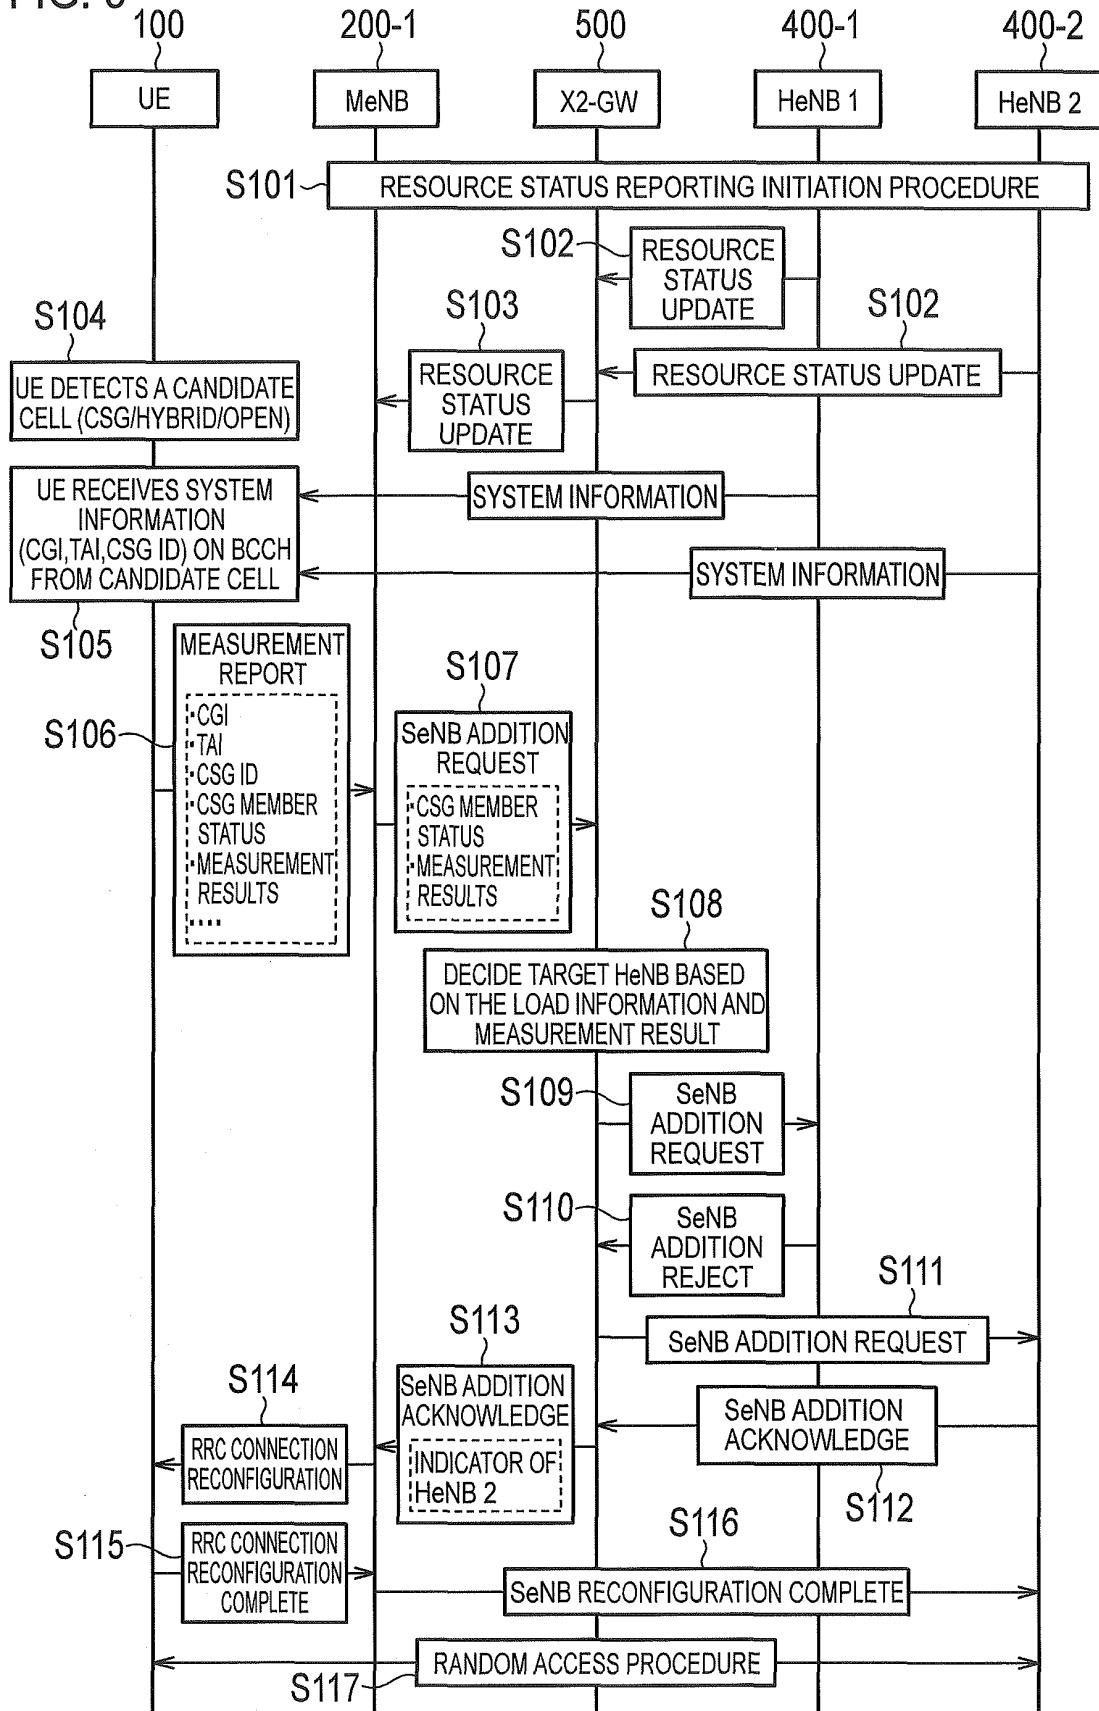 100
200-1
500
400-1
400-2
UE
MeNB
X2-GW
HeNB 1
HeNB 2
S101
RESOURCE STATUS REPORTING INITIATION PROCEDURE
S102
RESOURCE
STATUS
UPDATE
S104
S103
S102
UE DETECTS A CANDIDATE
CELL (CSG/HYBRID/OPEN)
RESOURCE
STATUS
UPDATE
RESOURCE STATUS UPDATE
UE RECEIVES SYSTEM
INFORMATION
(CGI,TAI,CSG ID) ON BCCH
FROM CANDIDATE CELL
SYSTEM INFORMATION
SYSTEM INFORMATION
S105
MEASUREMENT
REPORT
S106
·CGI
·TAI
·CSG ID
·CSG MEMBER
STATUS
·MEASUREMENT
RESULTS
····
S107
SeNB ADDITION
REQUEST
·CSG MEMBER
STATUS
·MEASUREMENT
RESULTS
S108
DECIDE TARGET HeNB BASED
ON THE LOAD INFORMATION AND
MEASUREMENT RESULT
S109
SeNB
ADDITION
REQUEST
S110
SeNB
ADDITION
REJECT
S111
SeNB ADDITION REQUEST
S113
SeNB ADDITION
ACKNOWLEDGE
INDICATOR OF
HeNB 2
SeNB ADDITION
ACKNOWLEDGE
S112
S114
RRC CONNECTION
RECONFIGURATION
S115
RRC CONNECTION
RECONFIGURATION
COMPLETE
S116
SeNB RECONFIGURATION COMPLETE
RANDOM ACCESS PROCEDURE
S117